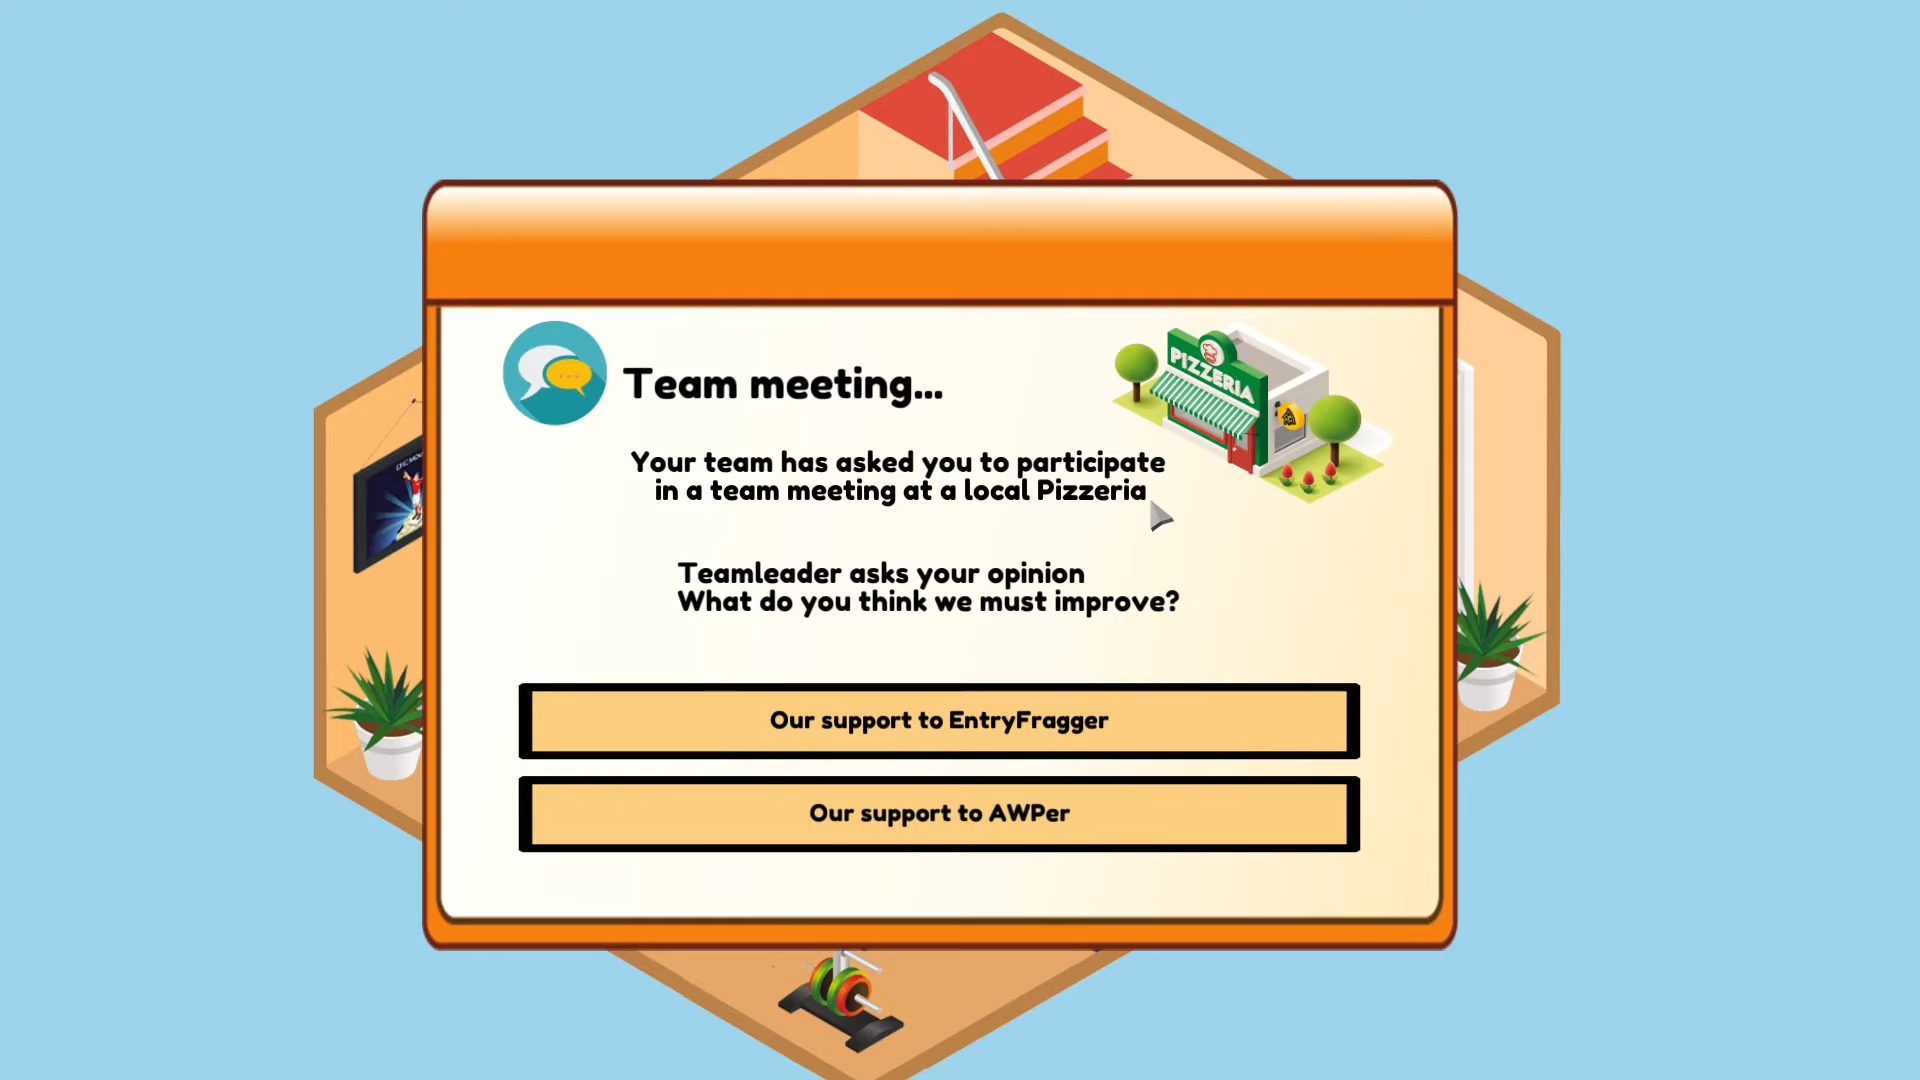 Team meeting...
PIZZERIA
Your team has asked you to participate
in a team meeting at a local Pizzeria
Teamleader asks your opinion
What do you think we must improve?
Our support to EntryFragger
Our support to AWPer